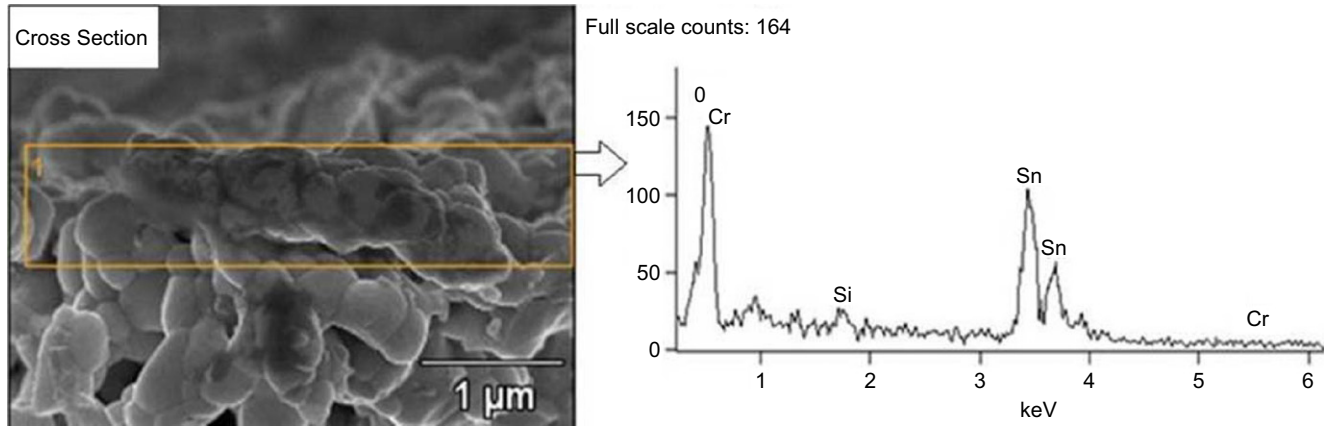 Cross Section
1
1 µm
Full scale counts: 164
150
100
50
0
0
Cr
Si
Sn
Sn
Cr
1
2
3
4
5
6
keV